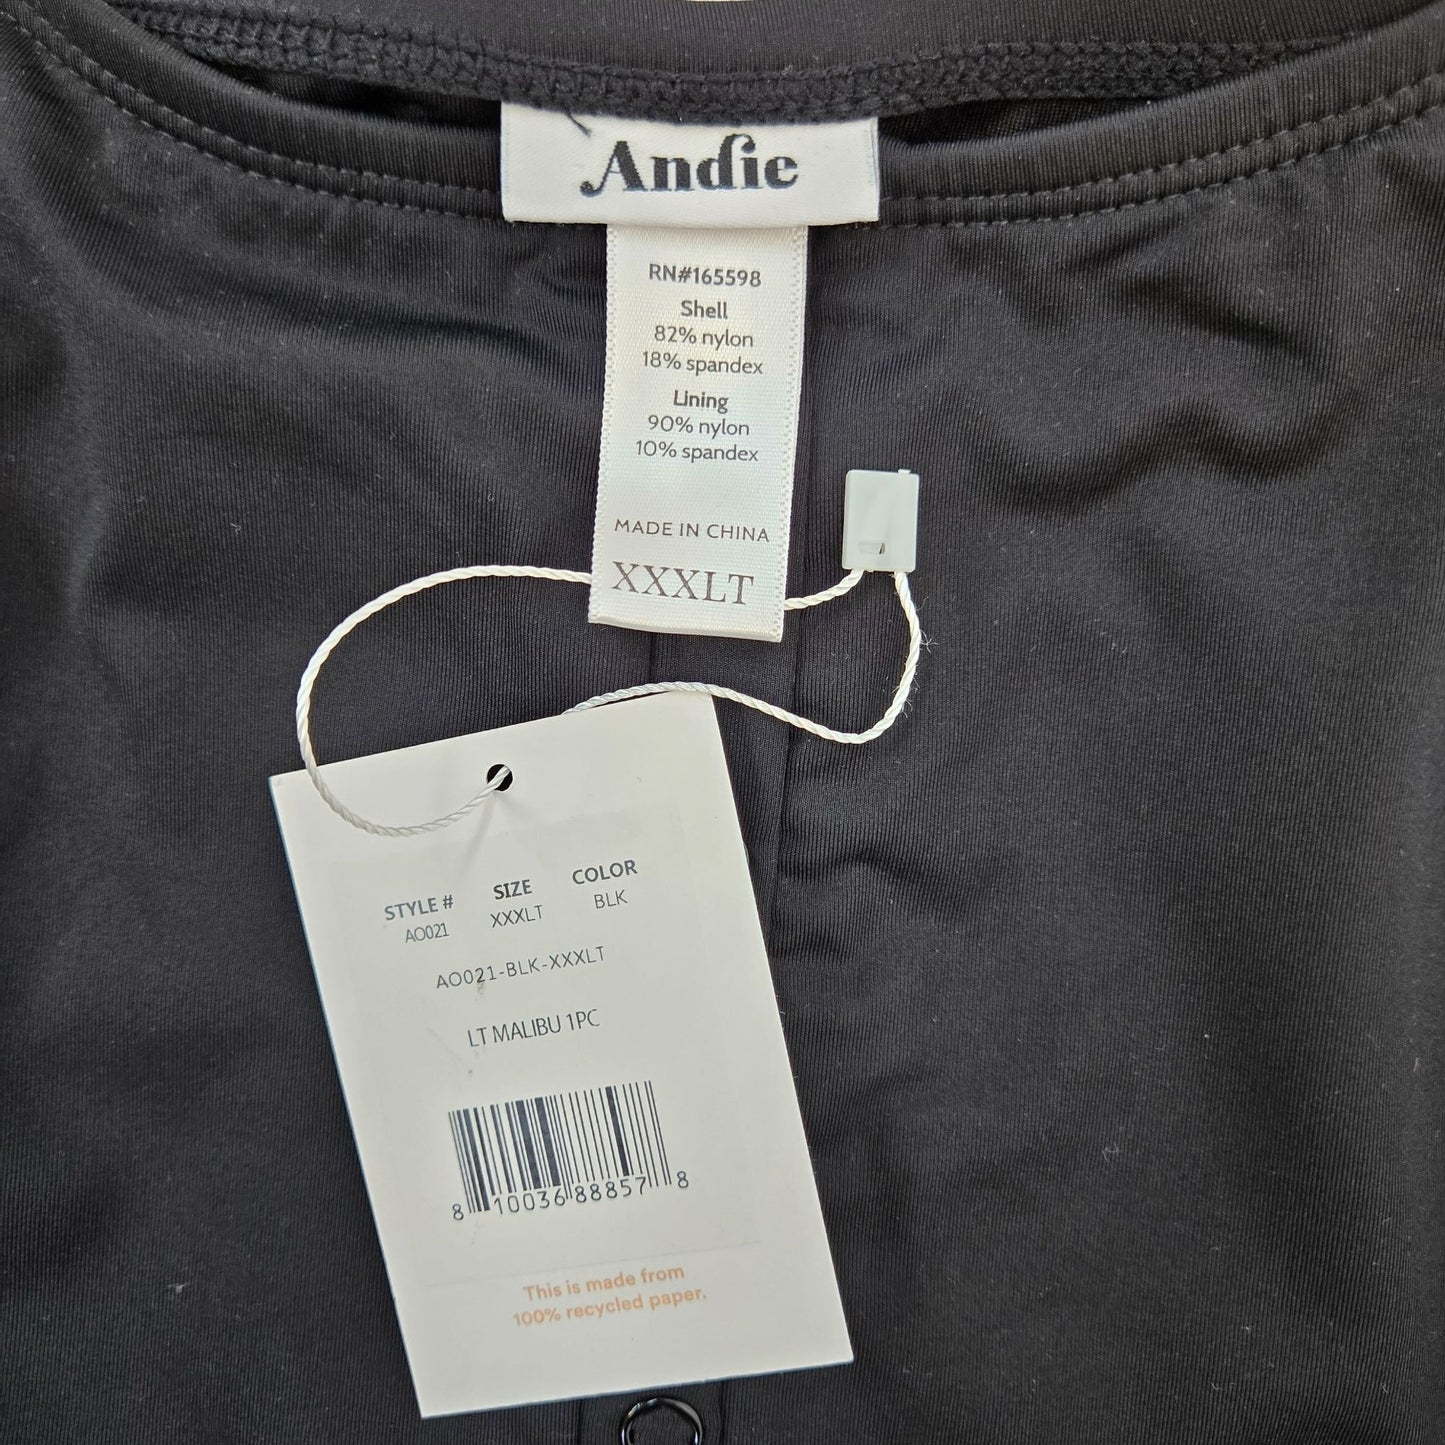 Andie
RN#165598
Shell
82% nylon
18% spandex
Lining
90% nylon
10% spandex
MADE IN CHINA
XXXLT
STYLE # SIZE COLOR
AO021 XXXLT BLK
AO021-BLK-XXXLT
LT MALIBU 1PC
8 10036 88857 8
This is made from
100% recycled paper.